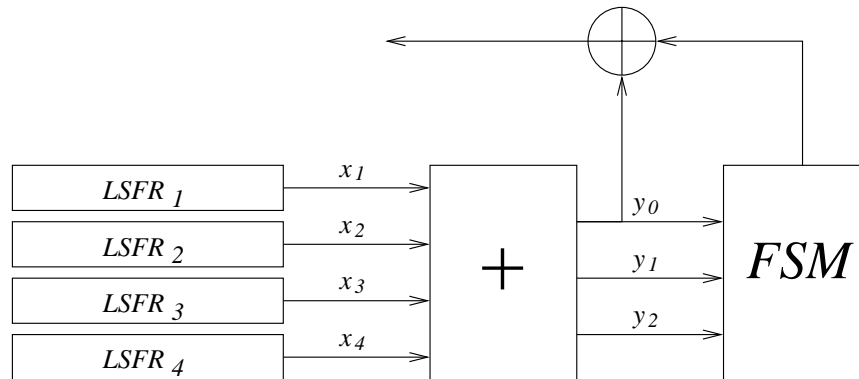 LSFR 1
x1
LSFR 2
x2
LSFR 3
x3
LSFR 4
x4
+
y0
y1
y2
FSM